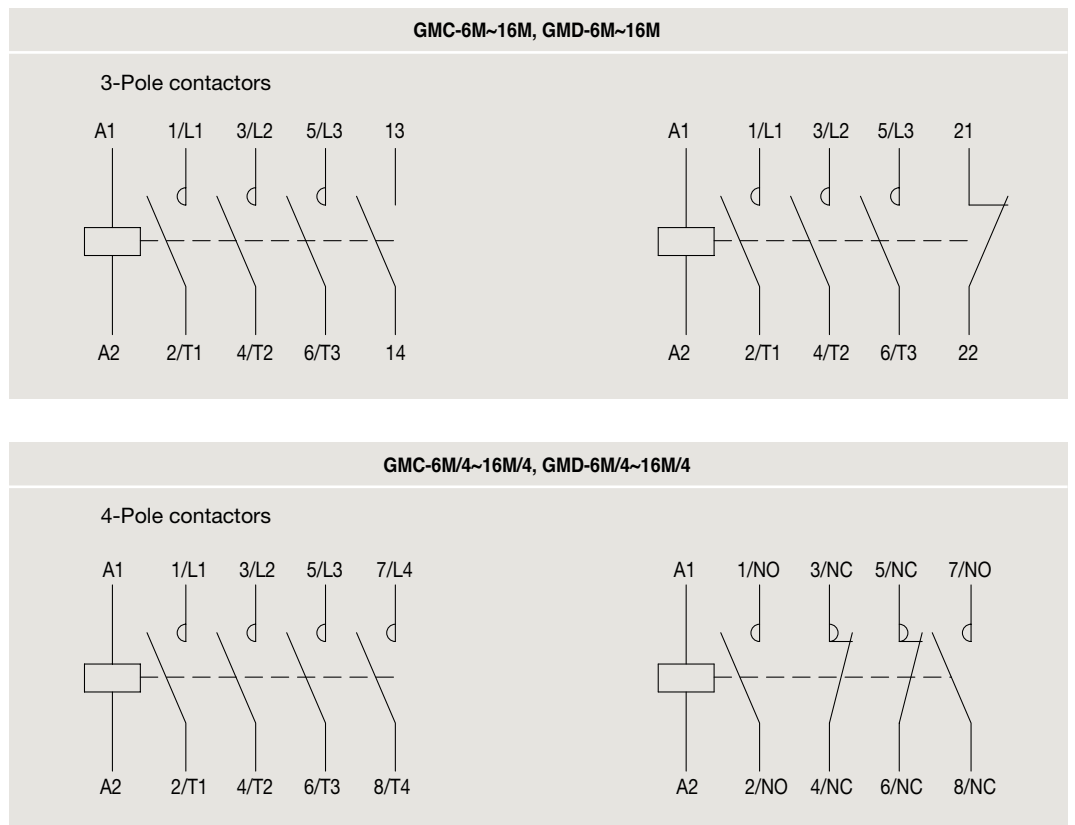 GMC-6M~16M, GMD-6M~16M
3-Pole contactors
A1 1/L1 3/L2 5/L3 13
A2 2/T1 4/T2 6/T3 14
A1 1/L1 3/L2 5/L3 21
A2 2/T1 4/T2 6/T3 22
GMC-6M/4~16M/4, GMD-6M/4~16M/4
4-Pole contactors
A1 1/L1 3/L2 5/L3 7/L4
A2 2/T1 4/T2 6/T3 8/T4
A1 1/NO 3/NC 5/NC 7/NO
A2 2/NO 4/NC 6/NC 8/NC